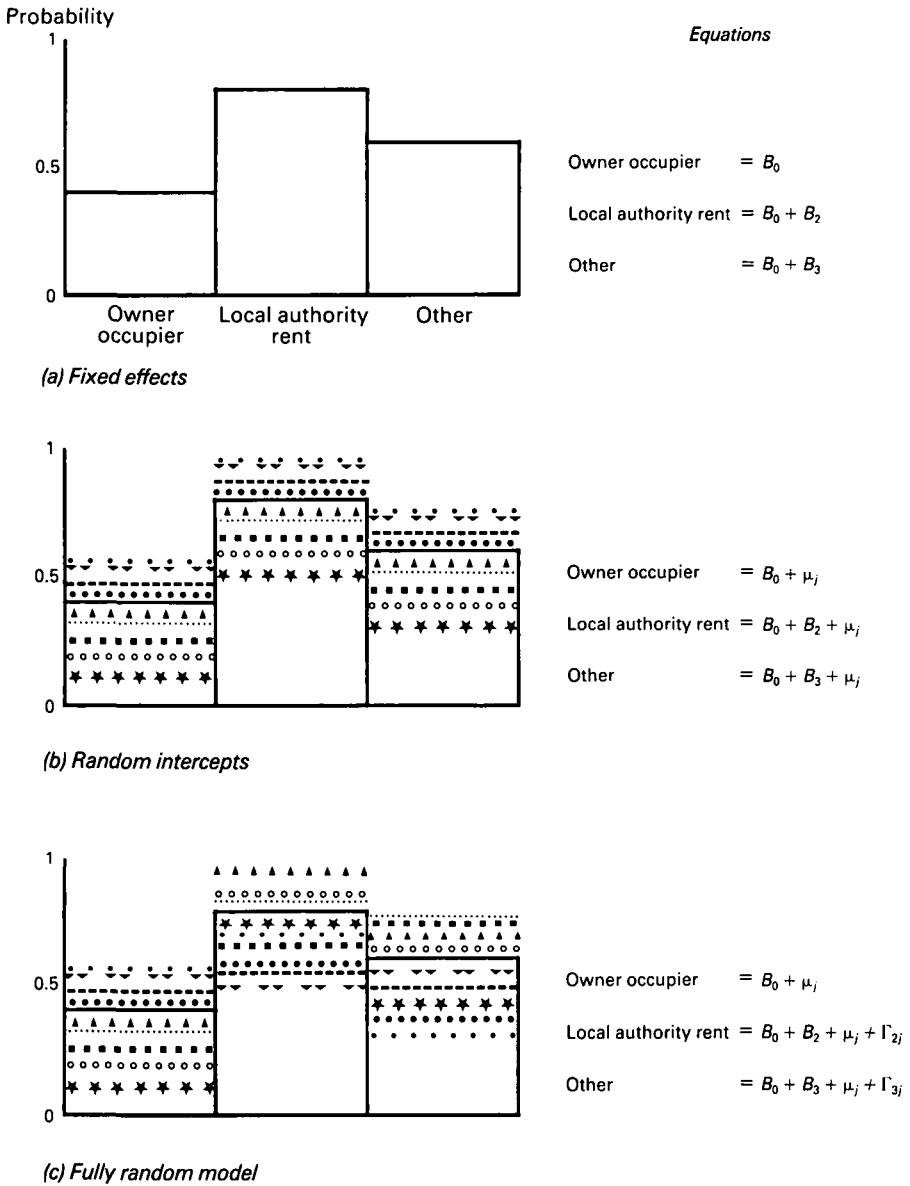 Probability
Equations
1
0.5
0
Owner occupier
Local authority rent
Other
Owner occupier = B₀
Local authority rent = B₀ + B₂
Other = B₀ + B₃
(a) Fixed effects
1
0.5
0
Owner occupier = B₀ + μⱼ
Local authority rent = B₀ + B₂ + μⱼ
Other = B₀ + B₃ + μⱼ
(b) Random intercepts
1
0.5
0
Owner occupier = B₀ + μⱼ
Local authority rent = B₀ + B₂ + μⱼ + Γ₂ⱼ
Other = B₀ + B₃ + μⱼ + Γ₃ⱼ
(c) Fully random model